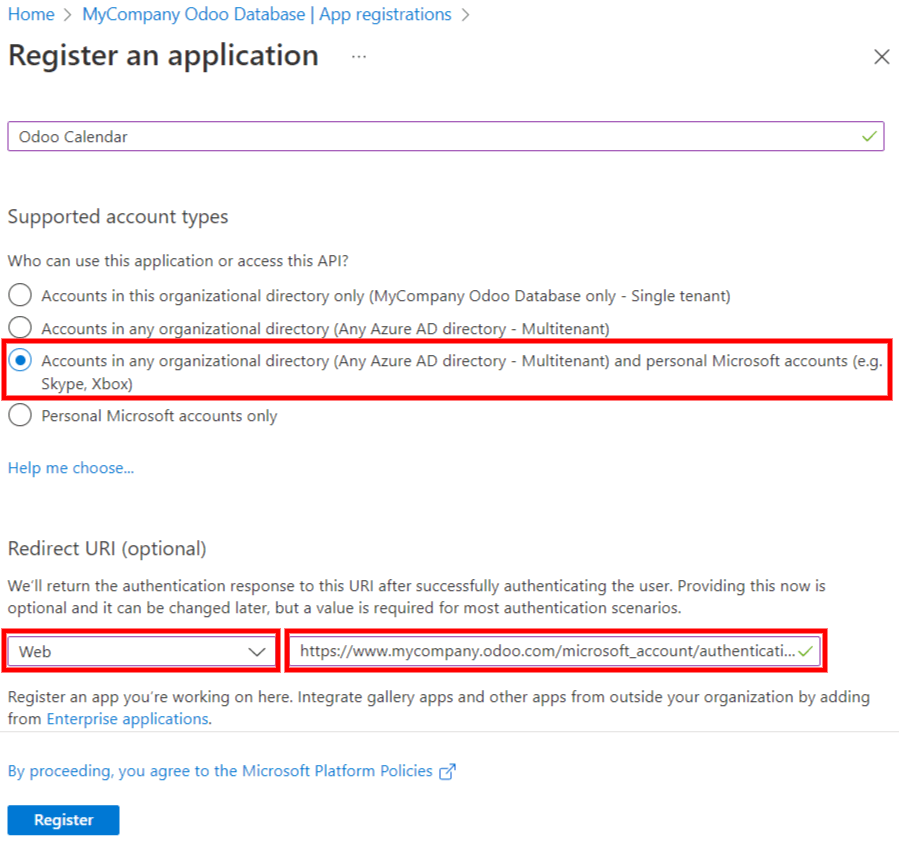 Home > MyCompany Odoo Database | App registrations >
Register an application ...
Odoo Calendar
Supported account types
Who can use this application or access this API?
Accounts in this organizational directory only (MyCompany Odoo Database only - Single tenant)
Accounts in any organizational directory (Any Azure AD directory - Multitenant)
Accounts in any organizational directory (Any Azure AD directory - Multitenant) and personal Microsoft accounts (e.g.
Skype, Xbox)
Personal Microsoft accounts only
Help me choose...
Redirect URI (optional)
We'll return the authentication response to this URI after successfully authenticating the user. Providing this now is
optional and it can be changed later, but a value is required for most authentication scenarios.
Web https://www.mycompany.odoo.com/microsoft_account/authenticati...
Register an app you're working on here. Integrate gallery apps and other apps from outside your organization by adding
from Enterprise applications.
By proceeding, you agree to the Microsoft Platform Policies
Register